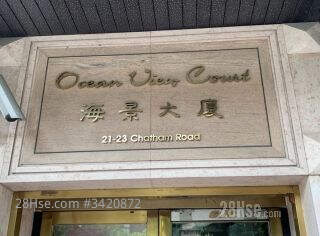 Ocean View Court
海景大廈
21-23 Chatham Road
28Hse.com #3420872
28Hse.com